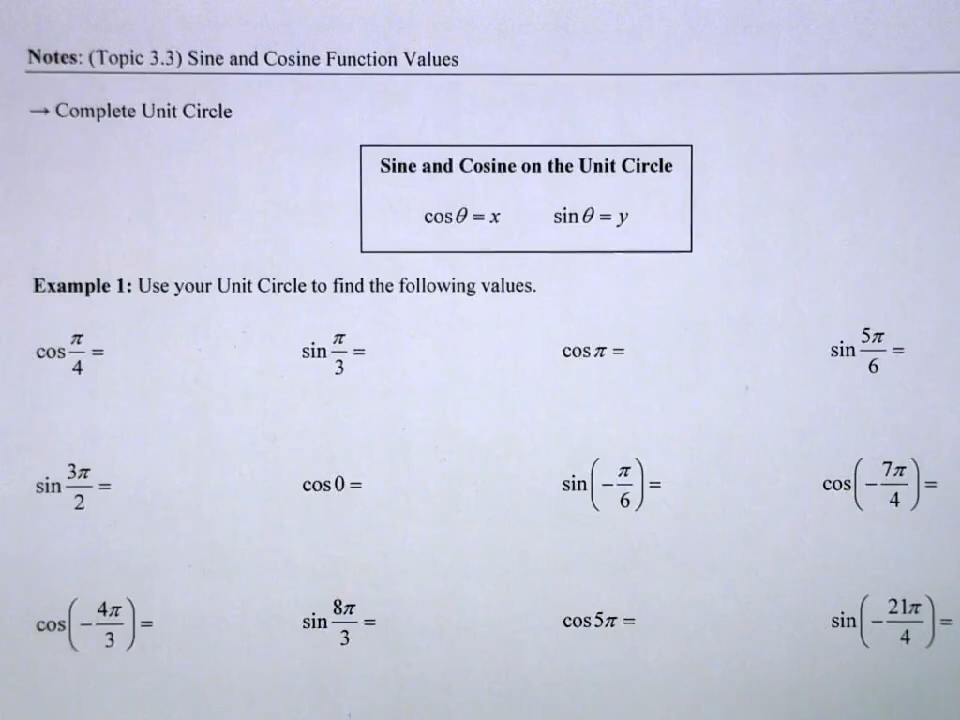 Notes: (Topic 3.3) Sine and Cosine Function Values
→ Complete Unit Circle
Sine and Cosine on the Unit Circle
cos θ = x sin θ = y
Example 1: Use your Unit Circle to find the following values.
cos π/4 = sin π/3 = cos π = sin 5π/6 =
sin 3π/2 = cos 0 = sin(−π/6) = cos(−7π/4) =
cos(−4π/3) = sin 8π/3 = cos 5π = sin(−21π/4) =